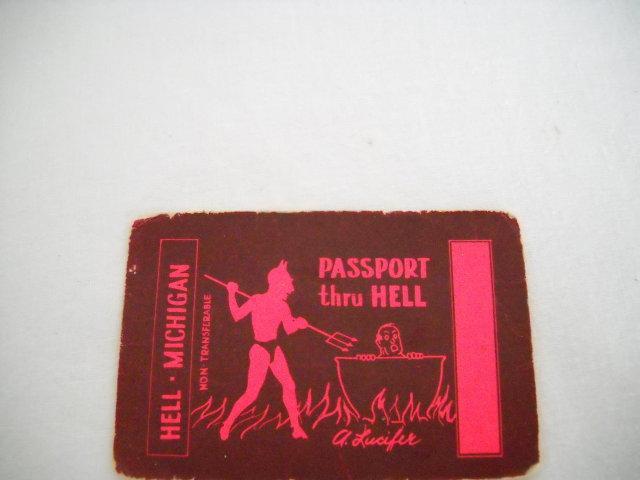 HELL · MICHIGAN
NON-TRANSFERABLE
PASSPORT
thru HELL
A. Lucifer